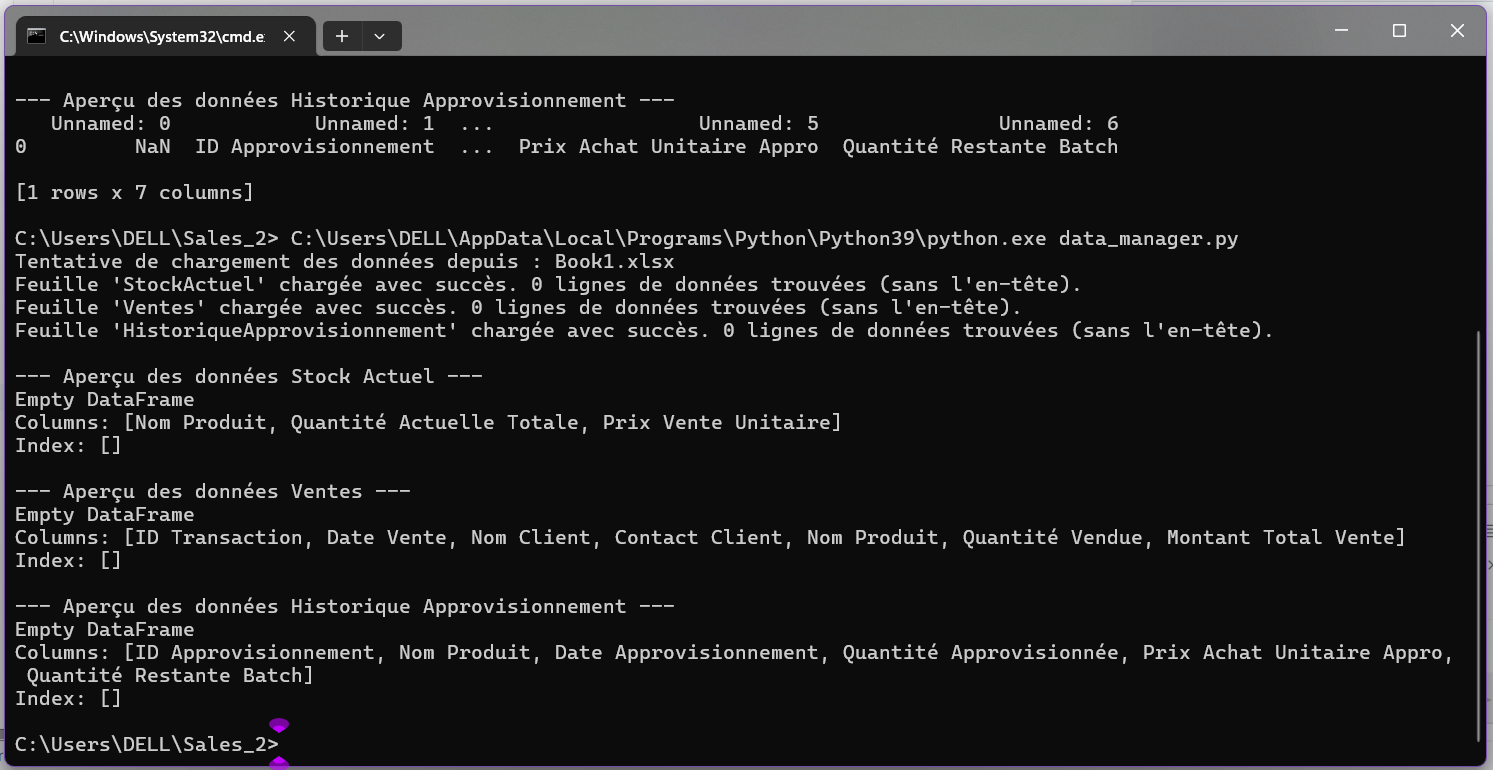 C:\Windows\System32\cmd.e
--- Aperçu des données Historique Approvisionnement ---
   Unnamed: 0            Unnamed: 1  ...                 Unnamed: 5               Unnamed: 6
0         NaN  ID Approvisionnement  ...  Prix Achat Unitaire Appro  Quantité Restante Batch
[1 rows x 7 columns]
C:\Users\DELL\Sales_2> C:\Users\DELL\AppData\Local\Programs\Python\Python39\python.exe data_manager.py
Tentative de chargement des données depuis : Book1.xlsx
Feuille 'StockActuel' chargée avec succès. 0 lignes de données trouvées (sans l'en-tête).
Feuille 'Ventes' chargée avec succès. 0 lignes de données trouvées (sans l'en-tête).
Feuille 'HistoriqueApprovisionnement' chargée avec succès. 0 lignes de données trouvées (sans l'en-tête).
--- Aperçu des données Stock Actuel ---
Empty DataFrame
Columns: [Nom Produit, Quantité Actuelle Totale, Prix Vente Unitaire]
Index: []
--- Aperçu des données Ventes ---
Empty DataFrame
Columns: [ID Transaction, Date Vente, Nom Client, Contact Client, Nom Produit, Quantité Vendue, Montant Total Vente]
Index: []
--- Aperçu des données Historique Approvisionnement ---
Empty DataFrame
Columns: [ID Approvisionnement, Nom Produit, Date Approvisionnement, Quantité Approvisionnée, Prix Achat Unitaire Appro,
 Quantité Restante Batch]
Index: []
C:\Users\DELL\Sales_2>